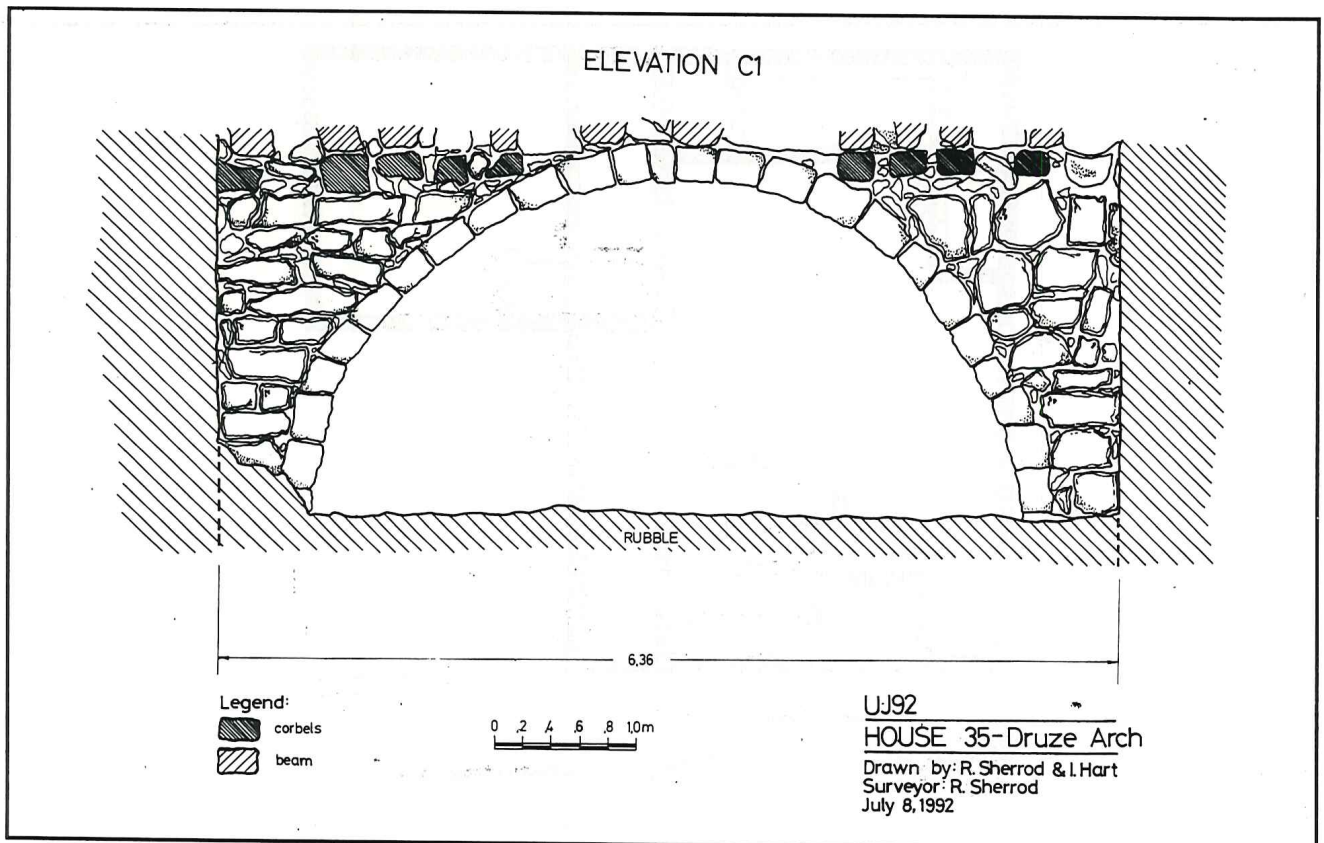 ELEVATION C1
RUBBLE
6,36
Legend:
corbels
beam
0 ,2 ,4 ,6 ,8 1,0m
UJ92
HOUSE 35-Druze Arch
Drawn by: R. Sherrod & I. Hart
Surveyor: R. Sherrod
July 8, 1992